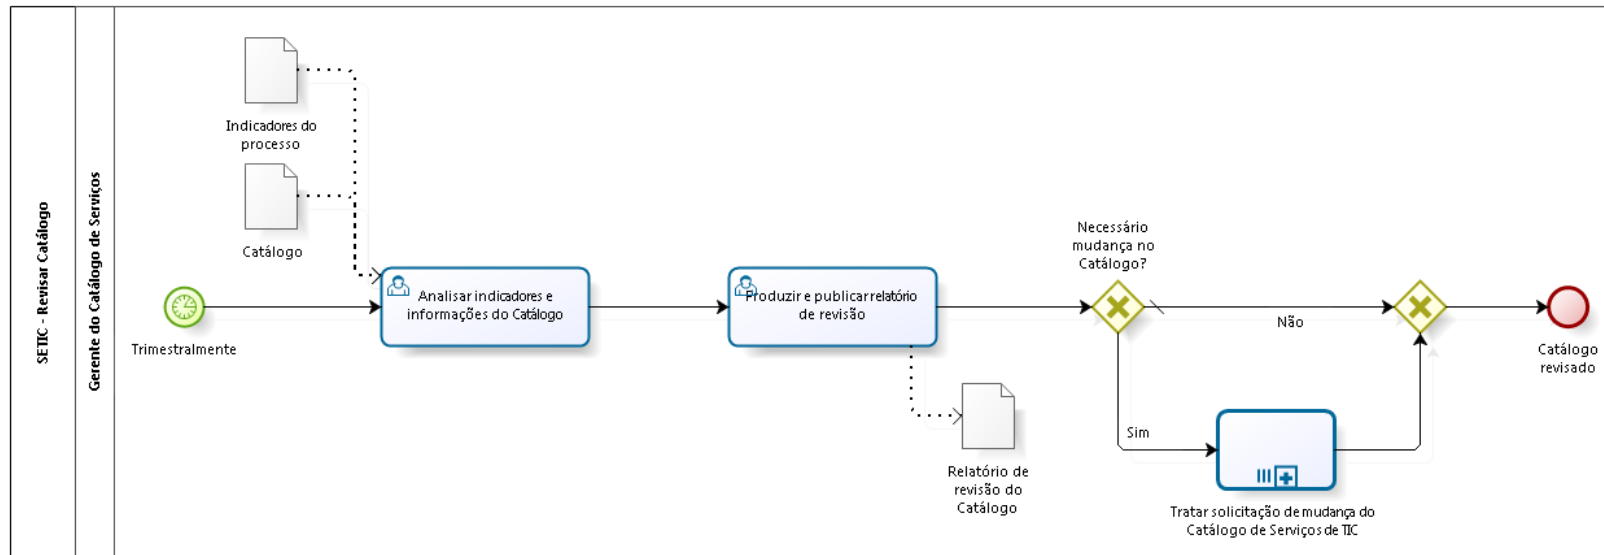 SETIC - Revisar Catálogo
Gerente do Catálogo de Serviços
Indicadores do
processo
Catálogo
Trimestralmente
Analisar indicadores e
informações do Catálogo
Produzir e publicar relatório
de revisão
Relatório de
revisão do
Catálogo
Necessário
mudança no
Catálogo?
Não
Sim
Tratar solicitação de mudança do
Catálogo de Serviços de TIC
Catálogo
revisado